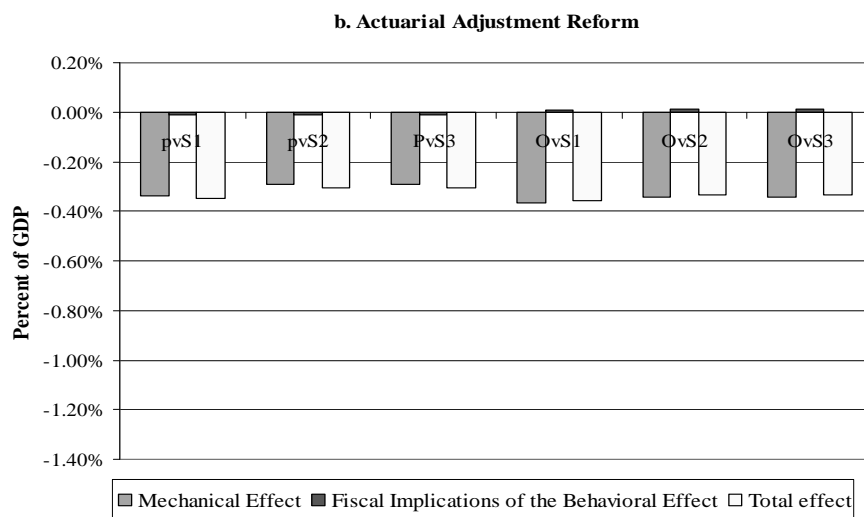 b. Actuarial Adjustment Reform
0.20%
0.00%
pvS1 pvS2 PvS3 OvS1 OvS2 OvS3
-0.20%
-0.40%
-0.60%
-0.80%
-1.00%
-1.20%
-1.40%
Percent of GDP
Mechanical Effect Fiscal Implications of the Behavioral Effect Total effect